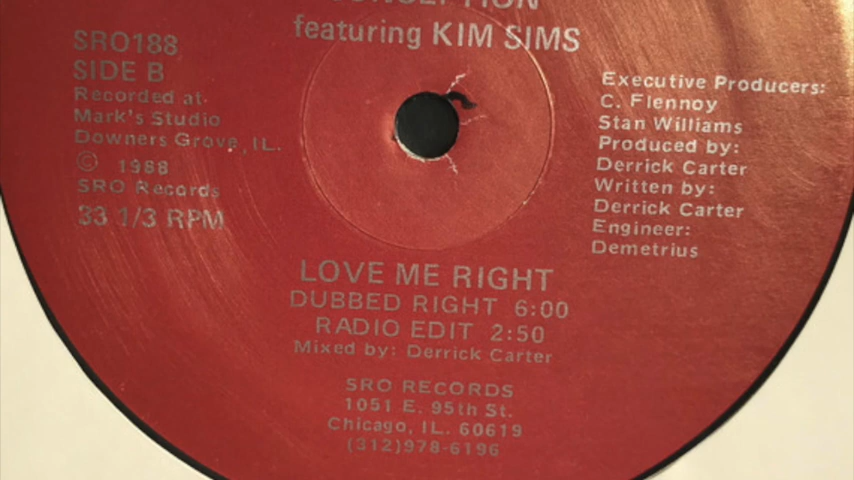 featuring KIM SIMS
SRO188
SIDE B
Recorded at:
Mark's Studio
Downers Grove, IL.
© 1988
SRO Records
33 1/3 RPM
Executive Producers:
C. Flennoy
Stan Williams
Produced by:
Derrick Carter
Written by:
Derrick Carter
Engineer:
Demetrius
LOVE ME RIGHT
DUBBED RIGHT 6:00
RADIO EDIT 2:50
Mixed by: Derrick Carter
SRO RECORDS
1051 E. 95th St.
Chicago, IL. 60619
(312)978-6196